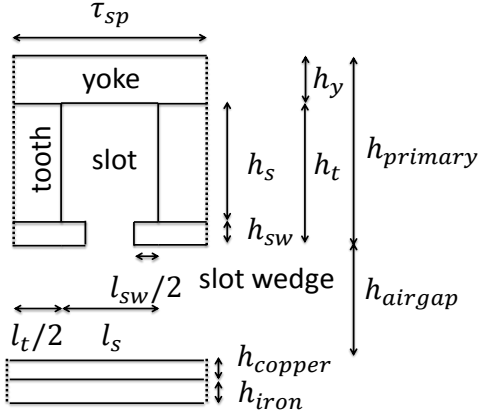 τ_sp
yoke
h_y
tooth
slot
h_s
h_t
h_primary
h_sw
l_sw/2
slot wedge
h_airgap
l_t/2
l_s
h_copper
h_iron